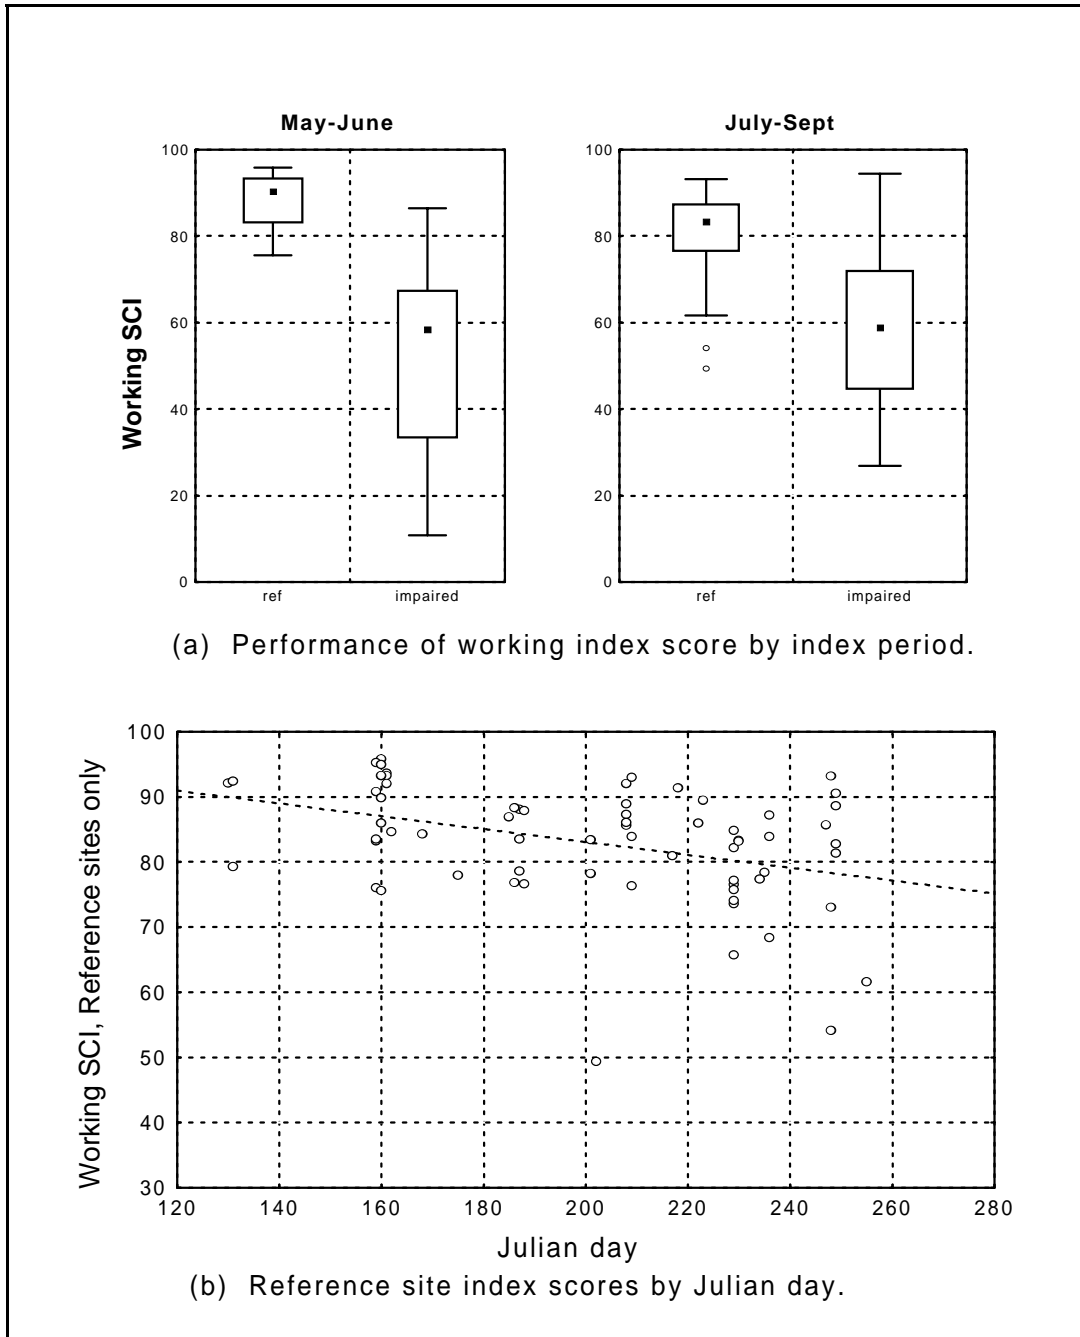 May-June
July-Sept
100
80
60
40
20
0
Working SCI
ref
impaired
100
80
60
40
20
0
ref
impaired
(a) Performance of working index score by index period.
Working SCI, Reference sites only
100
90
80
70
60
50
40
30
120 140 160 180 200 220 240 260 280
Julian day
(b) Reference site index scores by Julian day.